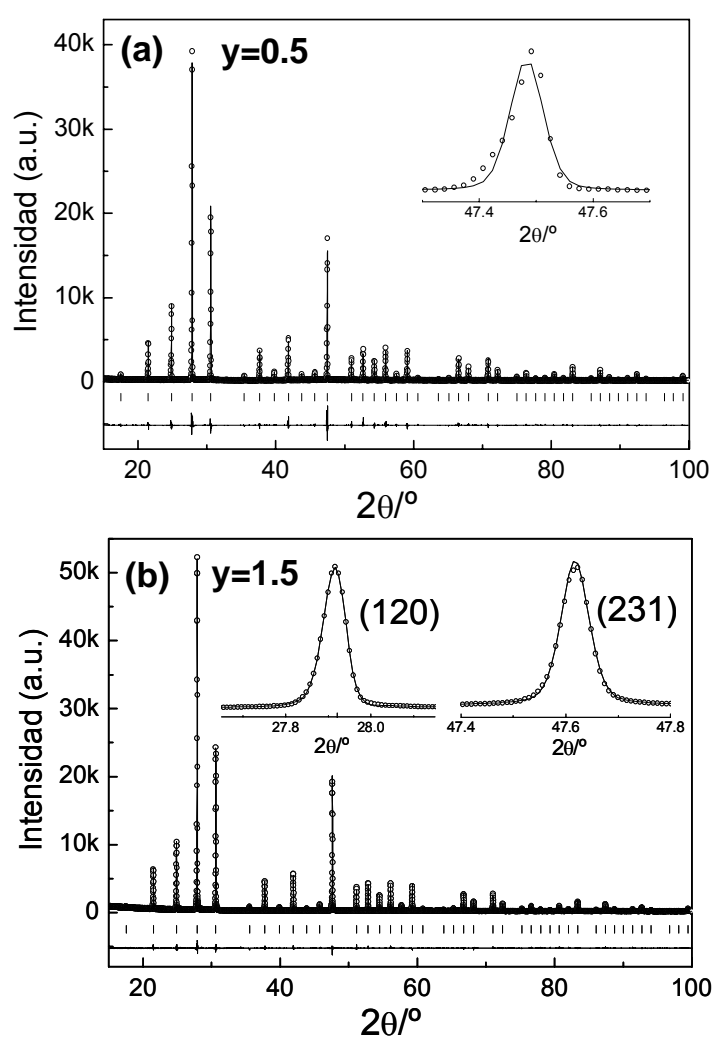 (a) y=0.5
Intensidad (a.u.)
40k
30k
20k
10k
0
47.4 47.6
2θ/º
20 40 60 80 100
2θ/º
(b) y=1.5
Intensidad (a.u.)
50k
40k
30k
20k
10k
0
(120)
27.8 28.0
2θ/º
(231)
47.4 47.6 47.8
2θ/º
20 40 60 80 100
2θ/º